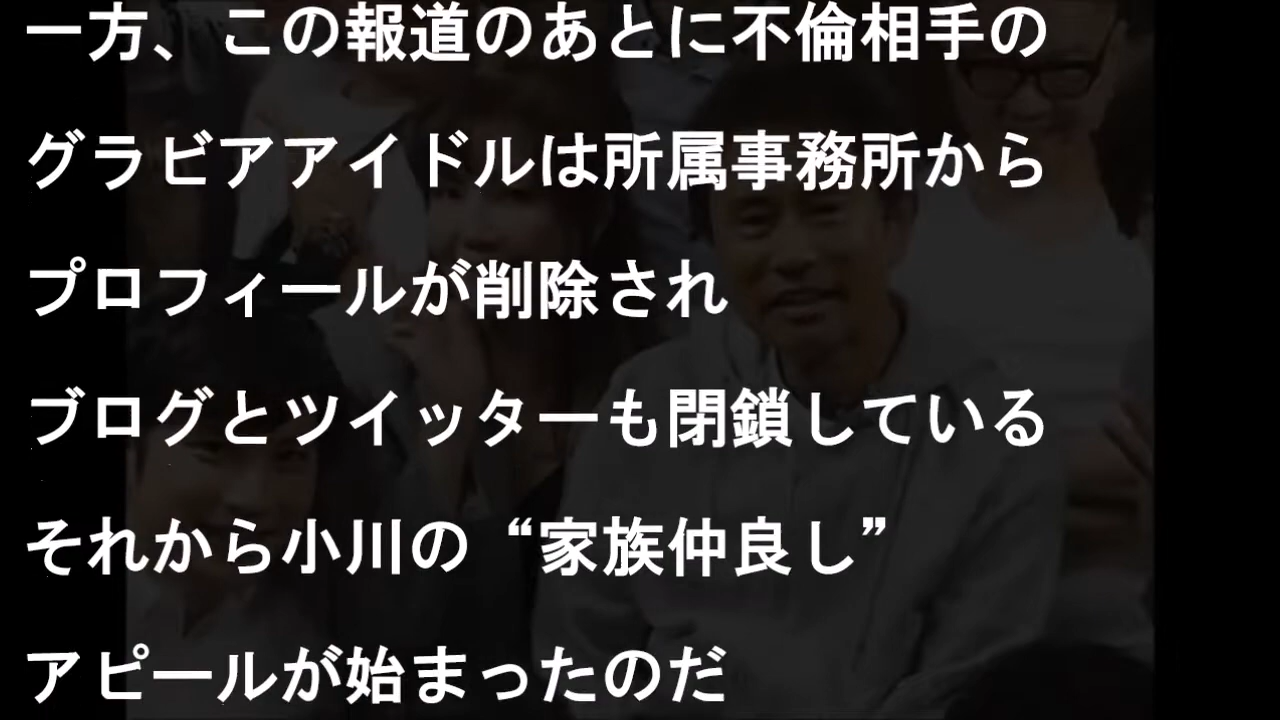 一方、この報道のあとに不倫相手の
グラビアアイドルは所属事務所から
プロフィールが削除され
ブログとツイッターも閉鎖している
それから小川の“家族仲良し”
アピールが始まったのだ